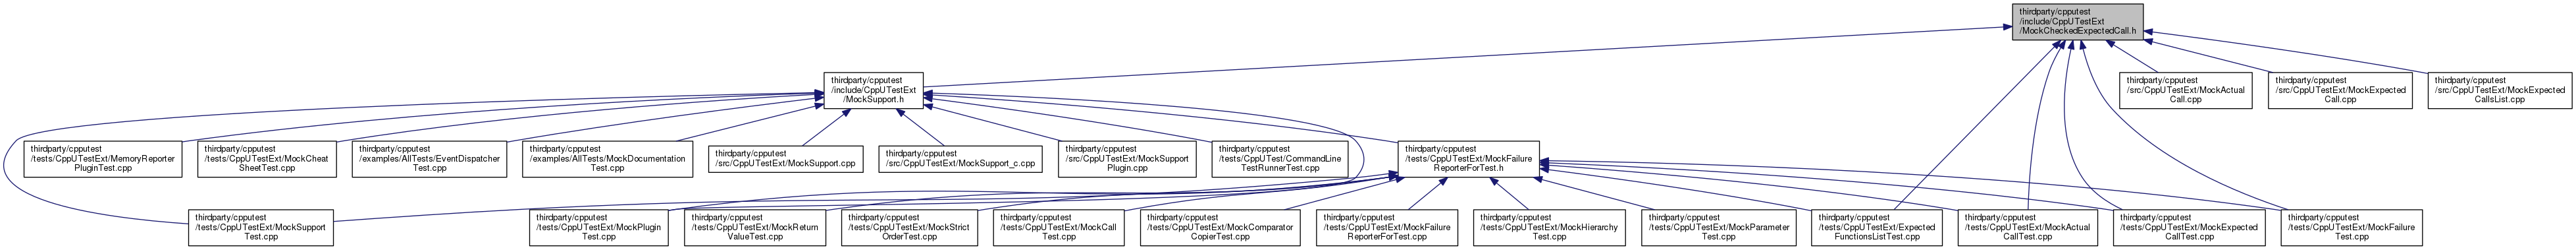 thirdparty/cpputest
/include/CppUTestExt
/MockCheckedExpectedCall.h
thirdparty/cpputest
/include/CppUTestExt
/MockSupport.h
thirdparty/cpputest
/src/CppUTestExt/MockActual
Call.cpp
thirdparty/cpputest
/src/CppUTestExt/MockExpected
Call.cpp
thirdparty/cpputest
/src/CppUTestExt/MockExpected
CallsList.cpp
thirdparty/cpputest
/tests/CppUTestExt/MemoryReporter
PluginTest.cpp
thirdparty/cpputest
/tests/CppUTestExt/MockCheat
SheetTest.cpp
thirdparty/cpputest
/examples/AllTests/EventDispatcher
Test.cpp
thirdparty/cpputest
/examples/AllTests/MockDocumentation
Test.cpp
thirdparty/cpputest
/src/CppUTestExt/MockSupport.cpp
thirdparty/cpputest
/src/CppUTestExt/MockSupport_c.cpp
thirdparty/cpputest
/src/CppUTestExt/MockSupport
Plugin.cpp
thirdparty/cpputest
/tests/CppUTest/CommandLine
TestRunnerTest.cpp
thirdparty/cpputest
/tests/CppUTestExt/MockFailure
ReporterForTest.h
thirdparty/cpputest
/tests/CppUTestExt/MockSupport
Test.cpp
thirdparty/cpputest
/tests/CppUTestExt/MockPlugin
Test.cpp
thirdparty/cpputest
/tests/CppUTestExt/MockReturn
ValueTest.cpp
thirdparty/cpputest
/tests/CppUTestExt/MockStrict
OrderTest.cpp
thirdparty/cpputest
/tests/CppUTestExt/MockCall
Test.cpp
thirdparty/cpputest
/tests/CppUTestExt/MockComparator
CopierTest.cpp
thirdparty/cpputest
/tests/CppUTestExt/MockFailure
ReporterForTest.cpp
thirdparty/cpputest
/tests/CppUTestExt/MockHierarchy
Test.cpp
thirdparty/cpputest
/tests/CppUTestExt/MockParameter
Test.cpp
thirdparty/cpputest
/tests/CppUTestExt/Expected
FunctionsListTest.cpp
thirdparty/cpputest
/tests/CppUTestExt/MockActual
CallTest.cpp
thirdparty/cpputest
/tests/CppUTestExt/MockExpected
CallTest.cpp
thirdparty/cpputest
/tests/CppUTestExt/MockFailure
Test.cpp